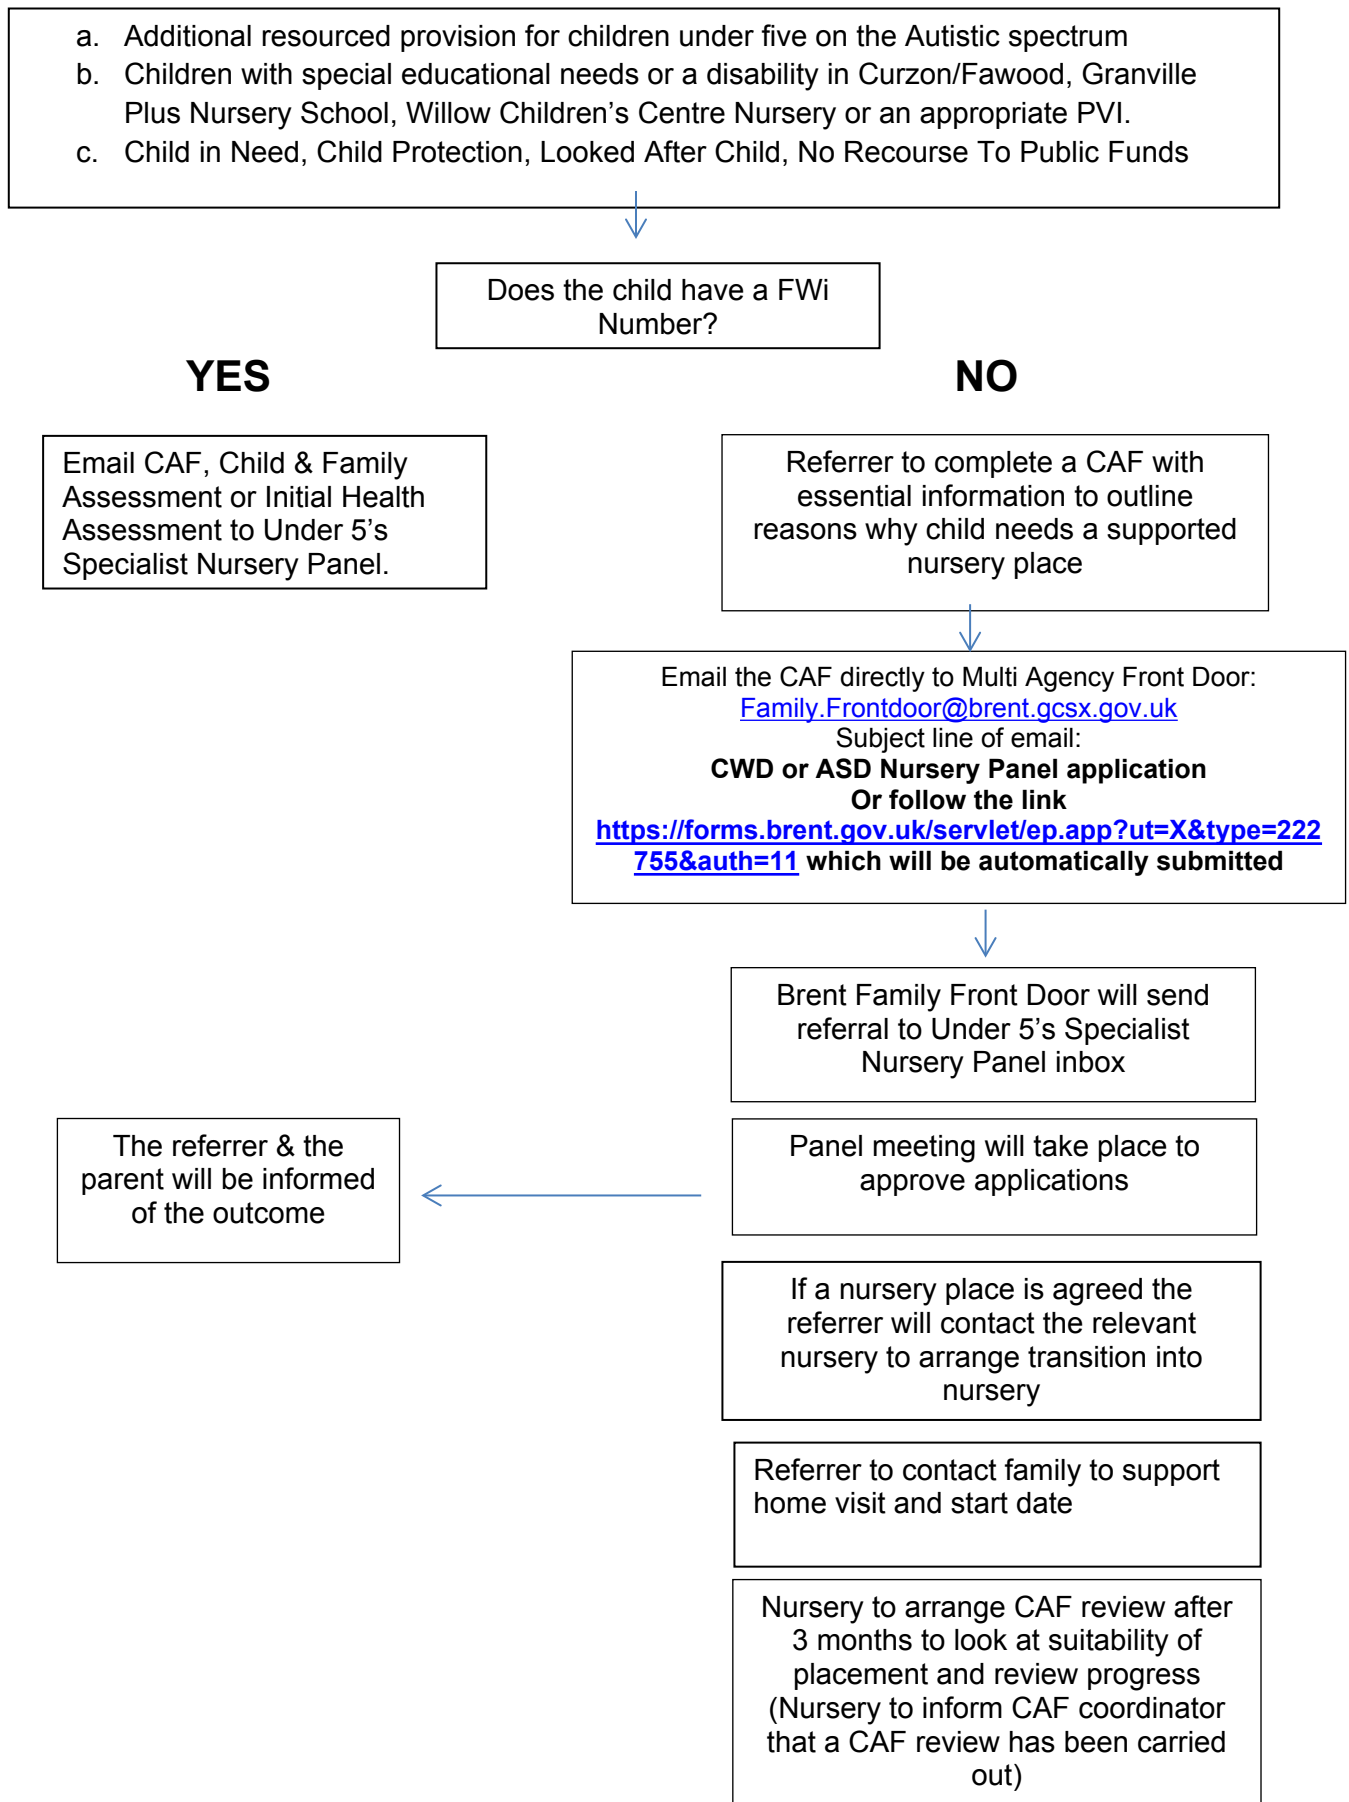 a. Additional resourced provision for children under five on the Autistic spectrum
b. Children with special educational needs or a disability in Curzon/Fawood, Granville
Plus Nursery School, Willow Children’s Centre Nursery or an appropriate PVI.
c. Child in Need, Child Protection, Looked After Child, No Recourse To Public Funds
Does the child have a FWi
Number?
YES
NO
Email CAF, Child & Family
Assessment or Initial Health
Assessment to Under 5’s
Specialist Nursery Panel.
Referrer to complete a CAF with
essential information to outline
reasons why child needs a supported
nursery place
Email the CAF directly to Multi Agency Front Door:
Family.Frontdoor@brent.gcsx.gov.uk
Subject line of email:
CWD or ASD Nursery Panel application
Or follow the link
https://forms.brent.gov.uk/servlet/ep.app?ut=X&type=222
755&auth=11 which will be automatically submitted
Brent Family Front Door will send
referral to Under 5’s Specialist
Nursery Panel inbox
The referrer & the
parent will be informed
of the outcome
Panel meeting will take place to
approve applications
If a nursery place is agreed the
referrer will contact the relevant
nursery to arrange transition into
nursery
Referrer to contact family to support
home visit and start date
Nursery to arrange CAF review after
3 months to look at suitability of
placement and review progress
(Nursery to inform CAF coordinator
that a CAF review has been carried
out)